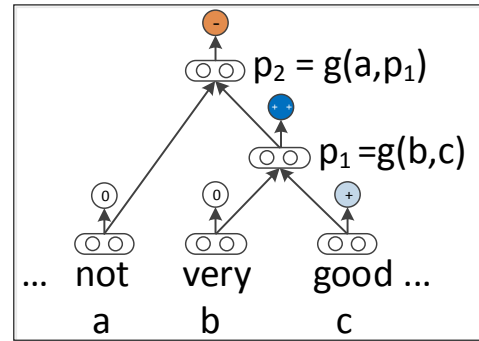 -
p₂ = g(a,p₁)
+ +
p₁ =g(b,c)
0 0 +
... not very good ...
a b c